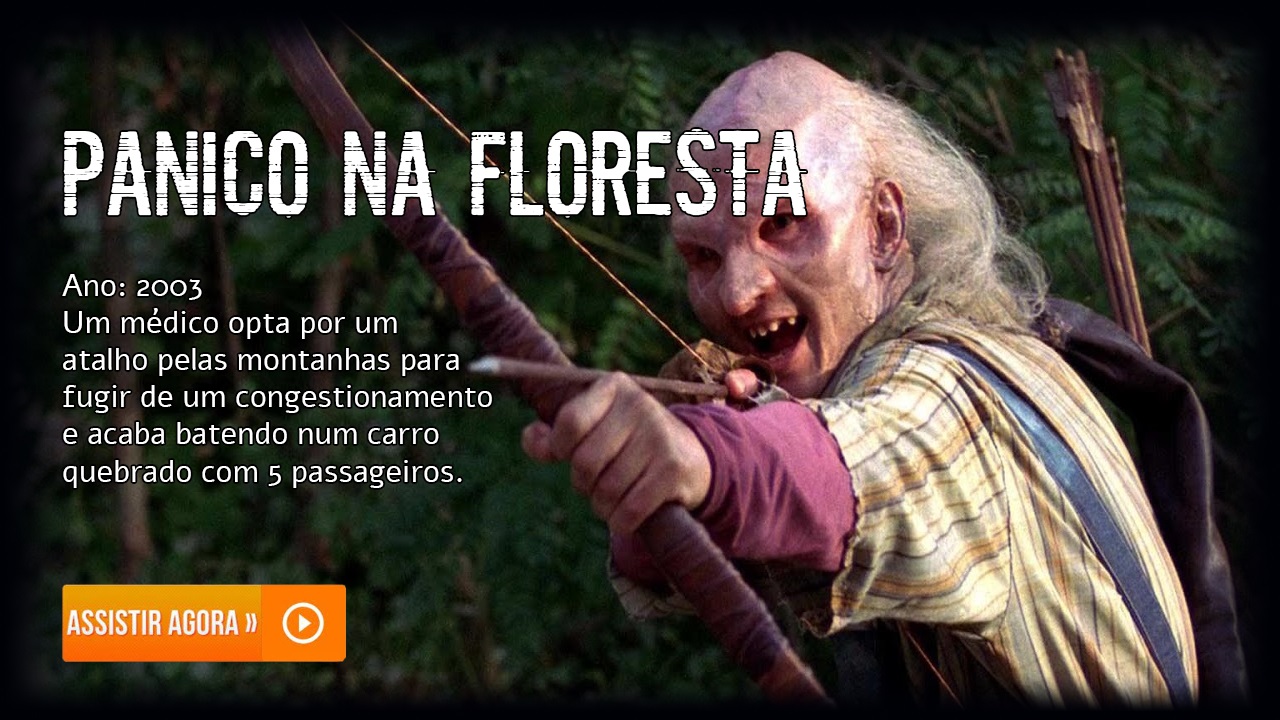 PANICO NA FLORESTA
Ano: 2003
Um médico opta por um
atalho pelas montanhas para
fugir de um congestionamento
e acaba batendo num carro
quebrado com 5 passageiros.
ASSISTIR AGORA »